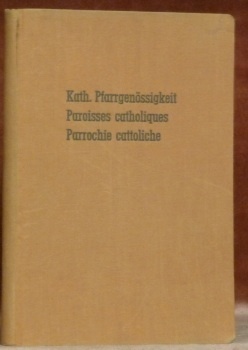 Kath. Pfarrgenössigkeit
Paroisses catholiques
Parrochie cattoliche